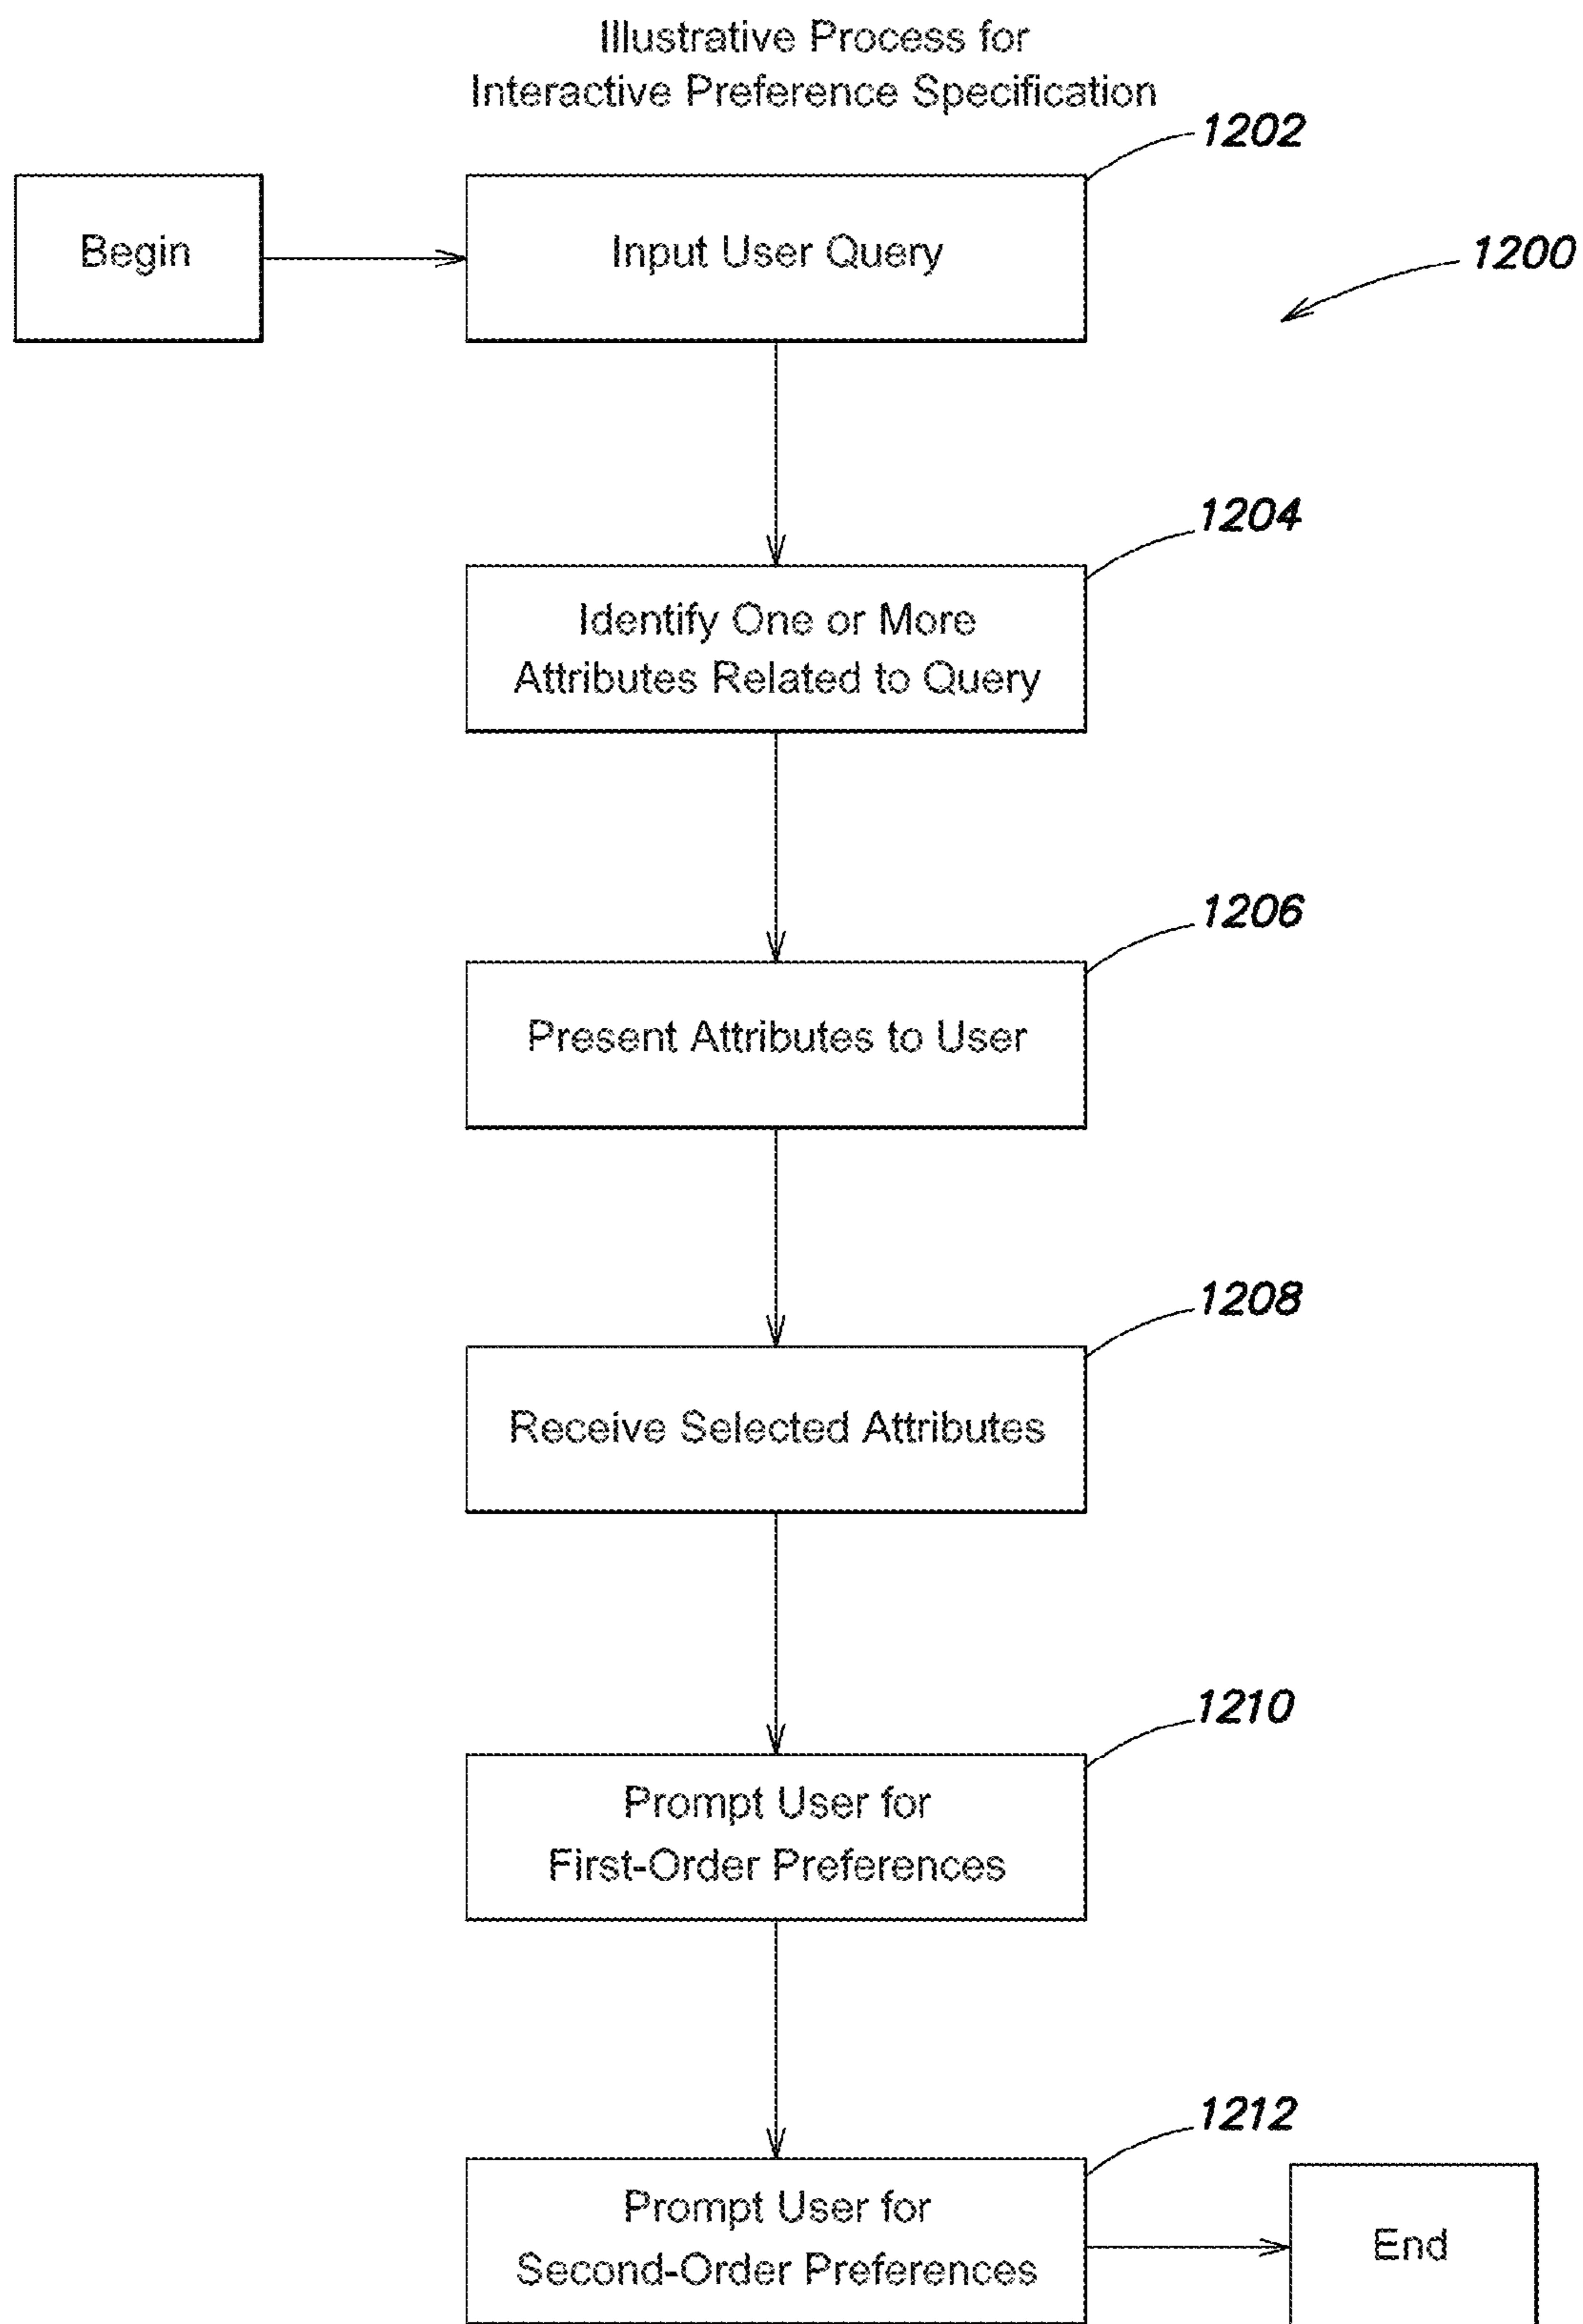 Illustrative Process for
Interactive Preference Specification
1202
Begin
Input User Query
1200
1204
Identify One or More
Attributes Related to Query
1206
Present Attributes to User
1208
Receive Selected Attributes
1210
Prompt User for
First-Order Preferences
1212
Prompt User for
Second-Order Preferences
End